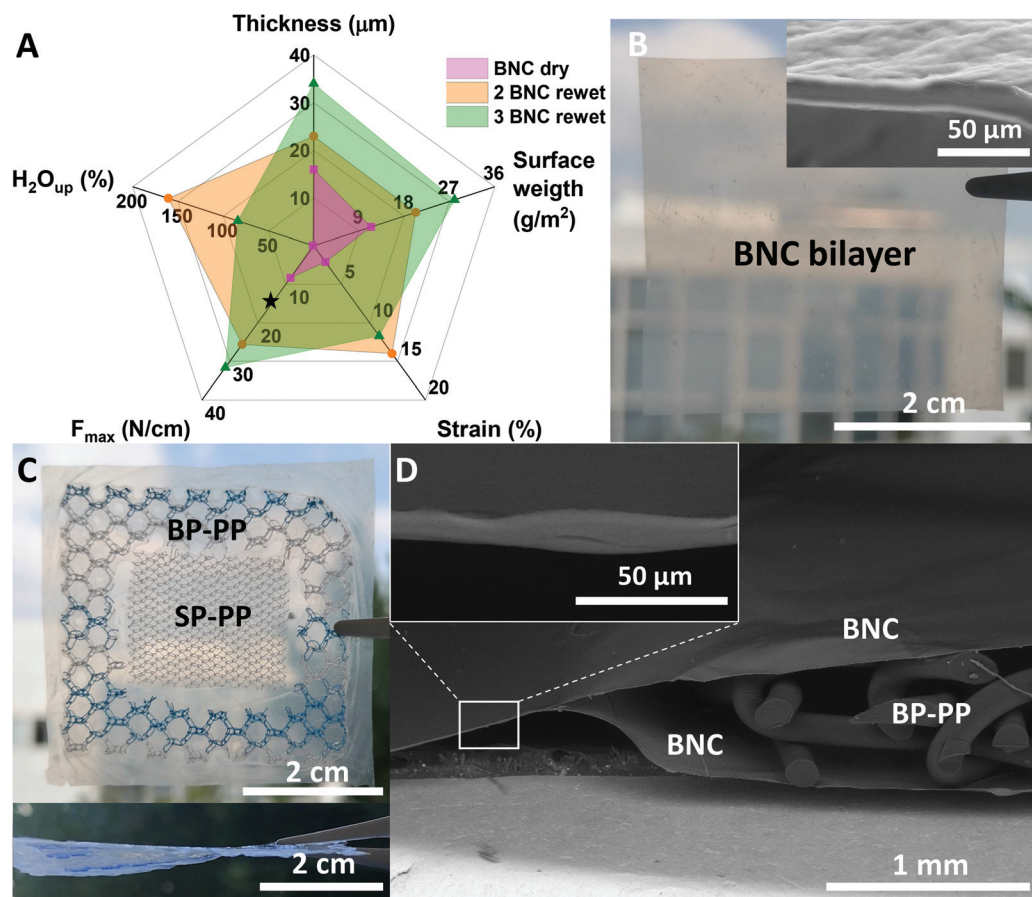 A
Thickness (μm)
40
30
20
10
BNC dry
2 BNC rewet
3 BNC rewet
H₂Oup (%)
200
150
100
50
Surface
weigth
(g/m²)
36
27
18
9
5
10
15
20
Strain (%)
10
20
30
40
Fmax (N/cm)
B
50 μm
BNC bilayer
2 cm
C
BP-PP
SP-PP
2 cm
2 cm
D
50 μm
BNC
BNC
BP-PP
1 mm